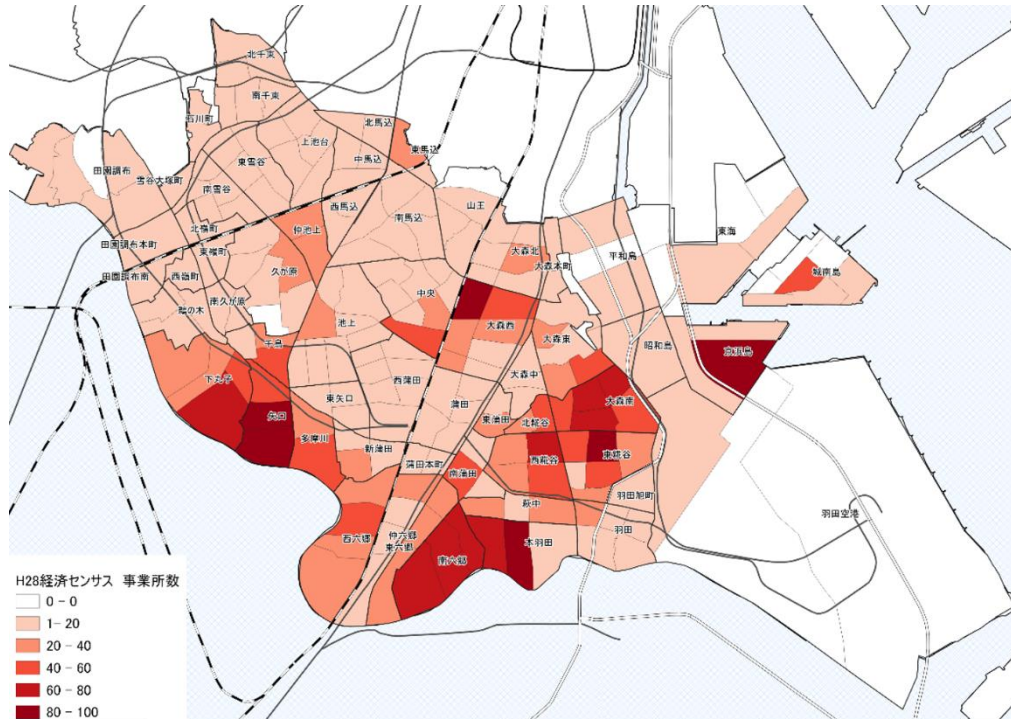 北千束
南千束
石川町
北馬込
東馬込
上池台
中馬込
東雪谷
田園調布
雪谷大塚町
南雪谷
西馬込
南馬込
山王
北嶺町
仲池上
東海
田園調布本町
東嶺町
大森北
大森本町
平和島
城南島
田園調布南
西嶺町
久が原
中央
鵜の木
南久が原
池上
大森西
大森東
昭和島
京浜島
千鳥
下丸子
西蒲田
大森中
東矢口
蒲田
大森南
矢口
東蒲田
北糀谷
多摩川
新蒲田
西糀谷
東糀谷
蒲田本町
南蒲田
羽田旭町
萩中
羽田空港
西六郷
仲六郷
東六郷
本羽田
羽田
南六郷
H28経済センサス 事業所数
0 - 0
1- 20
20 - 40
40 - 60
60 - 80
80 - 100